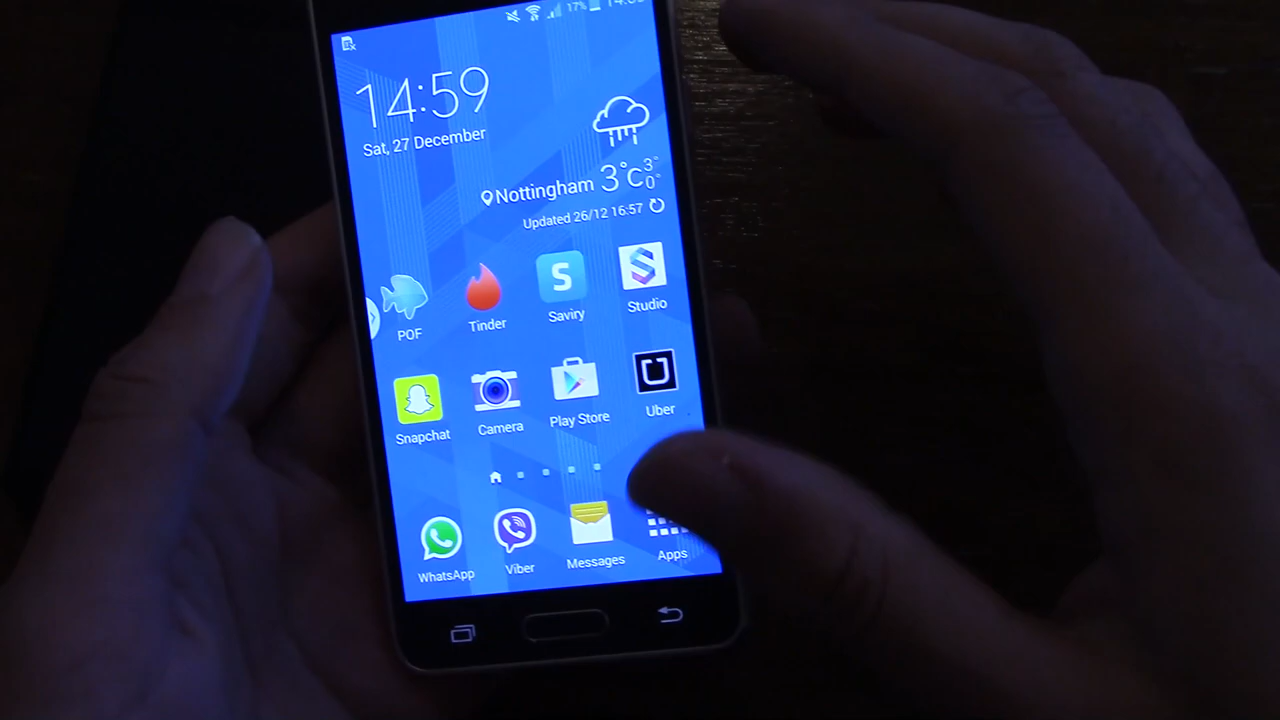 17%
14:59
Sat, 27 December
Nottingham 3°C 3° 0°
Updated 26/12 16:57
POF Tinder Saviry Studio
Snapchat Camera Play Store Uber
WhatsApp Viber Messages Apps